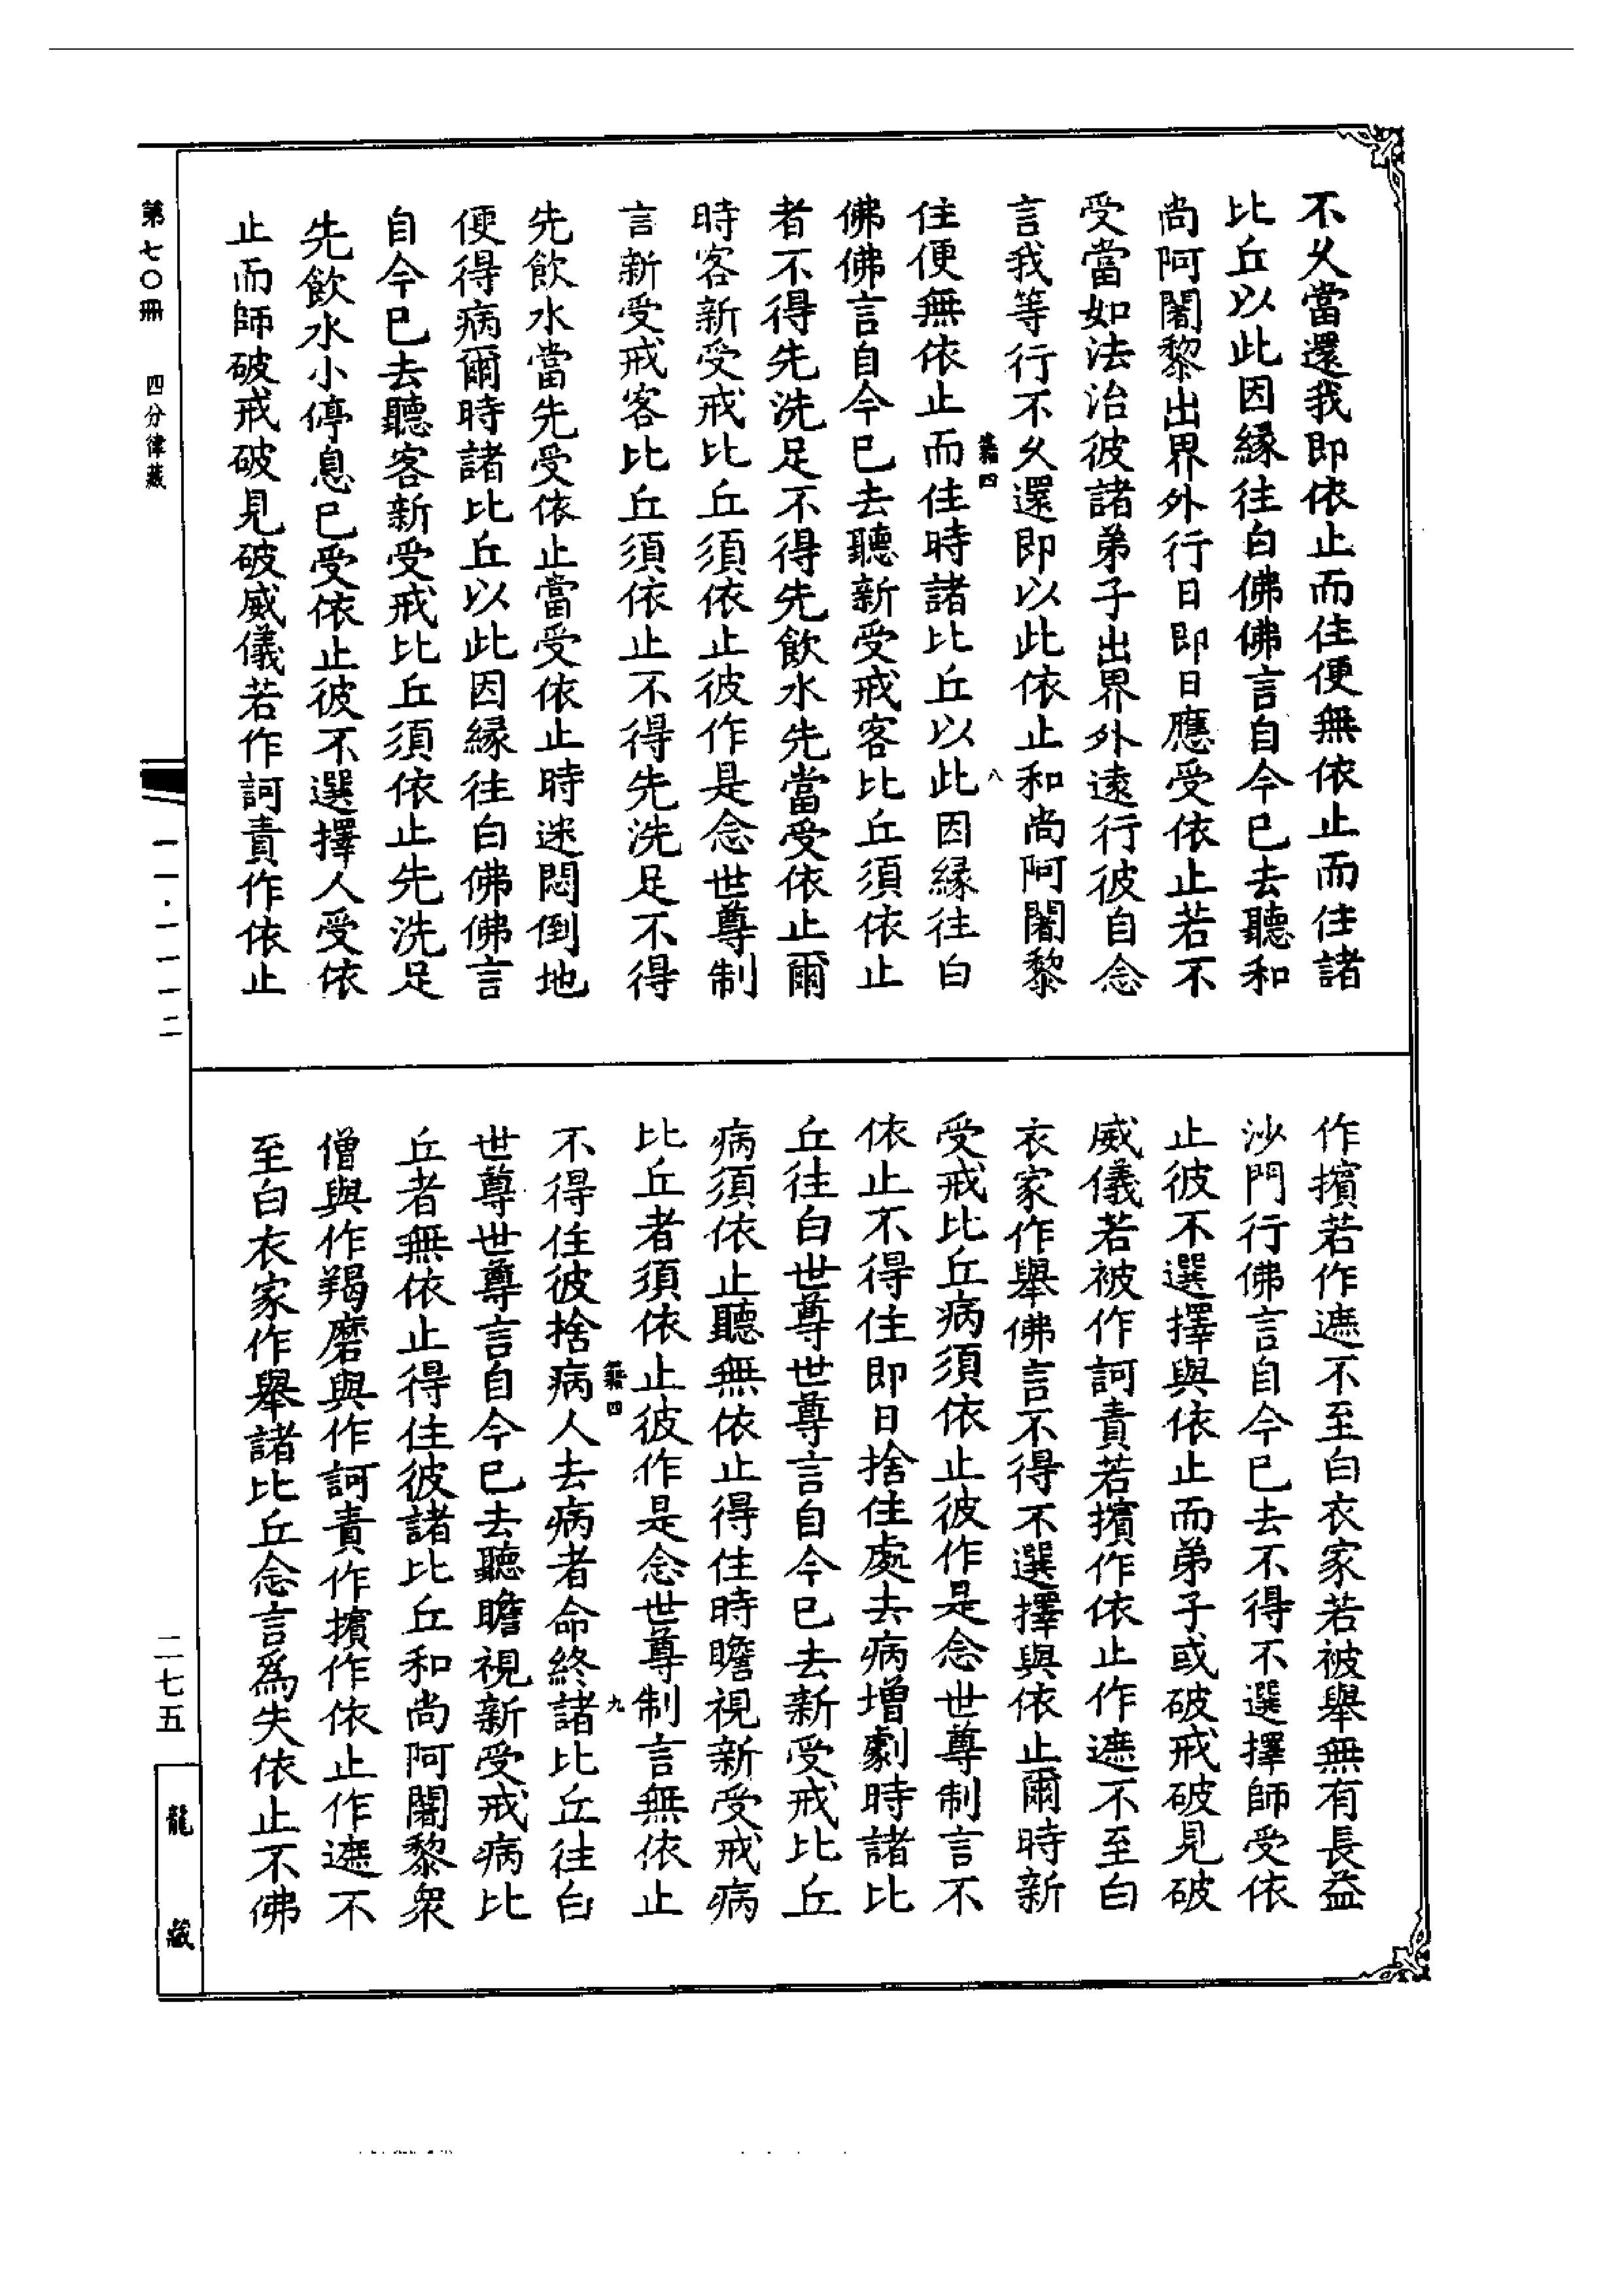 不久當還我即依止而住便無依止而住諸
比丘以此因緣往白佛佛言自今已去聽和
尚阿闍黎出界外行日即日應受依止若不
受當如法治彼諸弟子出界外遠行彼自念
言我等行不久還即以此依止和尚阿闍黎
住便無依止而住時諸比丘以此因緣往白
佛佛言自今已去聽新受戒客比丘須依止
者不得先洗足不得先飲水先當受依止爾
時客新受戒比丘須依止彼作是念世尊制
言新受戒客比丘須依止不得先洗足不得
先飲水當先受依止當受依止時迷悶倒地
便得病爾時諸比丘以此因緣往白佛佛言
自今已去聽客新受戒比丘須依止先洗足
先飲水小停息已受依止彼不選擇人受依
止而師破戒破見破威儀若作訶責作依止
作擯若作遮不至白衣家若被舉無有長益
沙門行佛言自今已去不得不選擇師受依
止彼不選擇與依止而弟子或破戒破見破
威儀若被作訶責若擯作依止作遮不至白
衣家作舉佛言不得不選擇與依止爾時新
受戒比丘病須依止彼作是念世尊制言不
依止不得住即日捨住處去病增劇時諸比
丘往白世尊世尊言自今已去新受戒比丘
病須依止聽無依止得住時瞻視新受戒病
比丘者須依止彼作是念世尊制言無依止
不得住彼捨病人去病者命終諸比丘往白
世尊世尊言自今已去聽瞻視新受戒病比
丘者無依止得住彼諸比丘和尚阿闍黎眾
僧與作羯磨與作訶責作擯作依止作遮不
至白衣家作舉諸比丘念言為失依止不佛
第七〇冊
四分律藏
一一·一一一二
二七五
龍藏
四
八
四
九